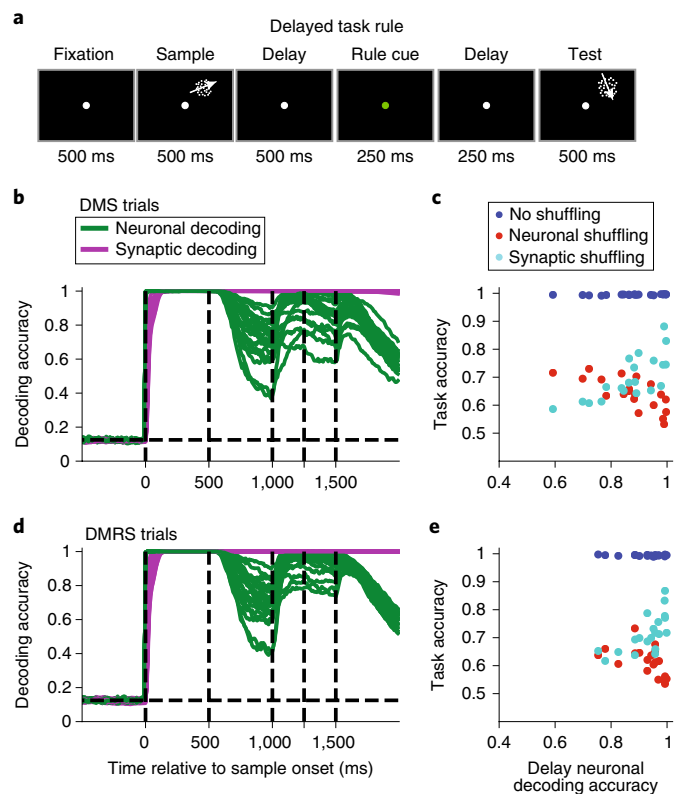 a
Delayed task rule
Fixation Sample Delay Rule cue Delay Test
500 ms 500 ms 500 ms 250 ms 250 ms 500 ms
b
DMS trials
Neuronal decoding
Synaptic decoding
Decoding accuracy
1
0.8
0.6
0.4
0.2
0
0 500 1,000 1,500
c
No shuffling
Neuronal shuffling
Synaptic shuffling
Task accuracy
1
0.9
0.8
0.7
0.6
0.5
0.4 0.6 0.8 1
d
DMRS trials
Decoding accuracy
1
0.8
0.6
0.4
0.2
0
0 500 1,000 1,500
Time relative to sample onset (ms)
e
Task accuracy
1
0.9
0.8
0.7
0.6
0.5
0.4 0.6 0.8 1
Delay neuronal
decoding accuracy